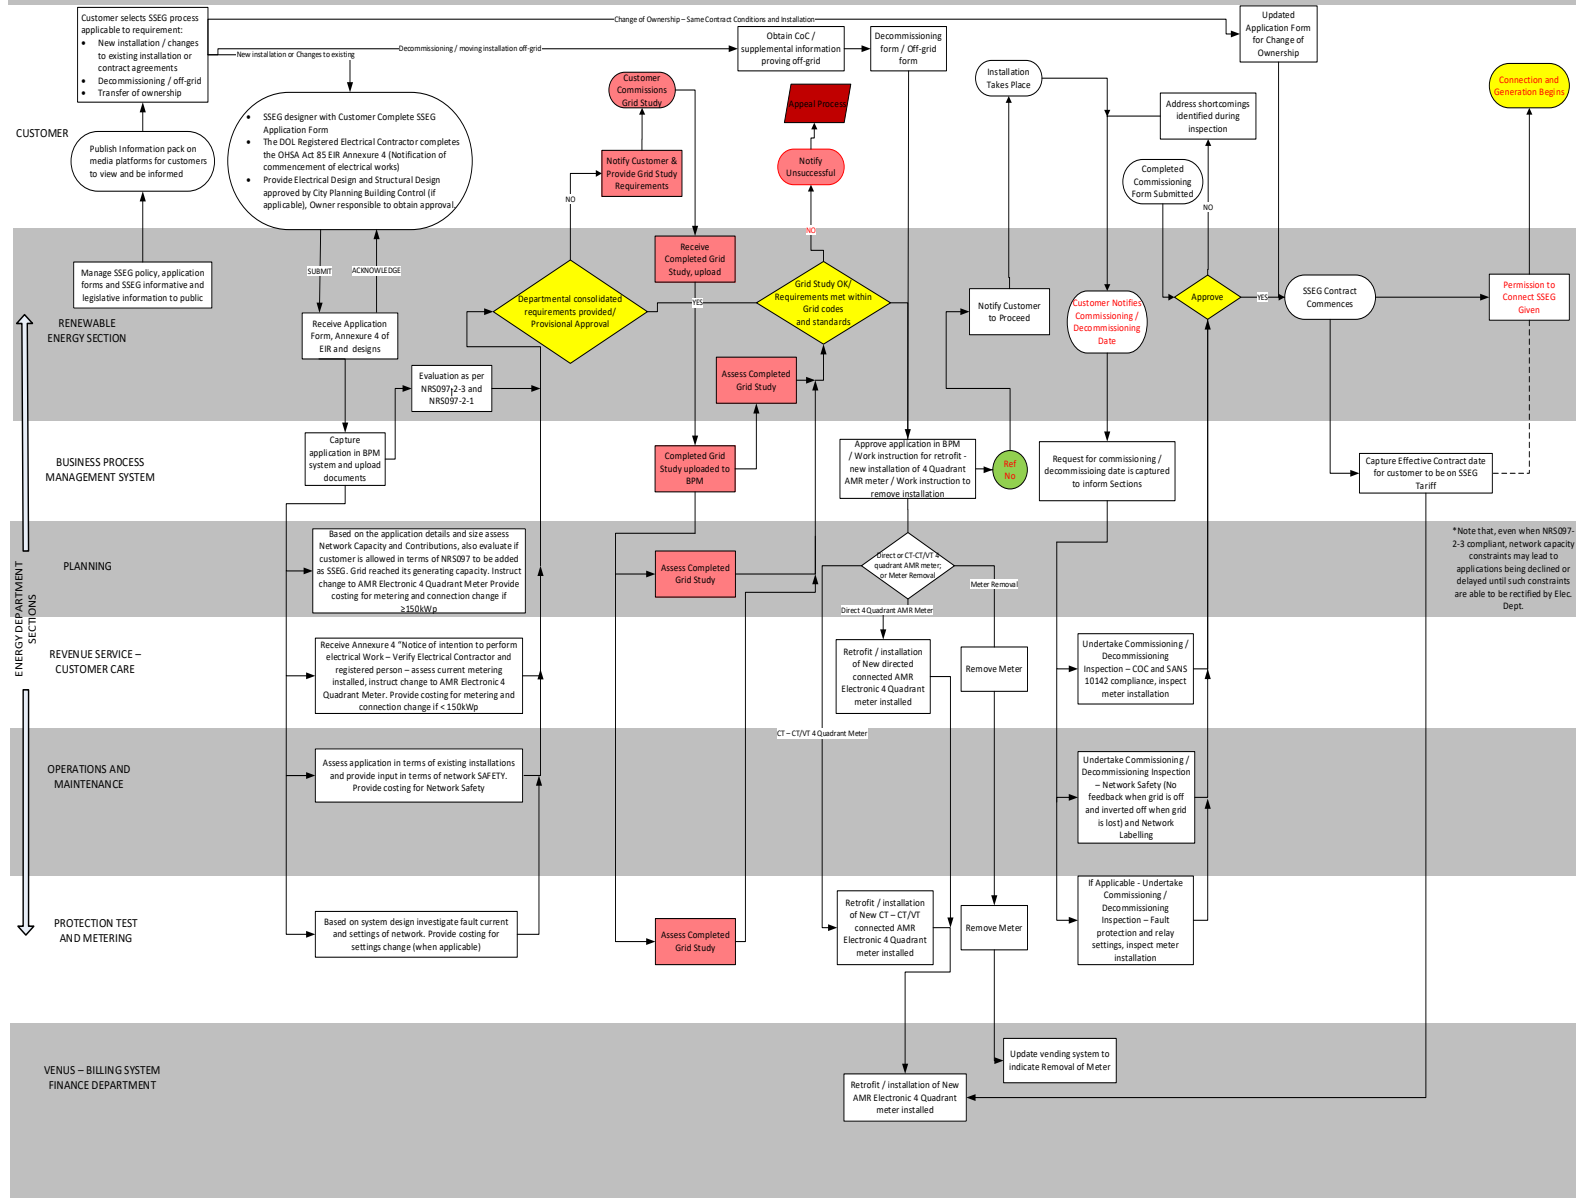 Customer selects SSEG process
applicable to requirement:
• New installation / changes
to existing installation or
contract agreements
• Decommissioning / off-grid
• Transfer of ownership
Change of Ownership – Same Contract Conditions and Installation
Decommissioning / moving installation off-grid
New installation or Changes to existing
Obtain CoC /
supplemental information
proving off-grid
Decommissioning
form / Off-grid
form
Updated
Application Form
for Change of
Ownership
CUSTOMER
Publish Information pack on
media platforms for customers
to view and be informed
• SSEG designer with Customer Complete SSEG
Application Form
• The DOL Registered Electrical Contractor completes
the OHSA Act 85 EIR Annexure 4 (Notification of
commencement of electrical works)
• Provide Electrical Design and Structural Design
approved by City Planning Building Control (if
applicable), Owner responsible to obtain approval.
Customer
Commissions
Grid Study
Notify Customer &
Provide Grid Study
Requirements
NO
Appeal Process
Notify
Unsuccessful
NO
Installation
Takes Place
Address shortcomings
identified during
inspection
Completed
Commissioning
Form Submitted
NO
Connection and
Generation Begins
RENEWABLE
ENERGY SECTION
Manage SSEG policy, application
forms and SSEG informative and
legislative information to public
SUBMIT
ACKNOWLEDGE
Receive Application
Form, Annexure 4 of
EIR and designs
Evaluation as per
NRS097-2-3 and
NRS097-2-1
Departmental consolidated
requirements provided/
Provisional Approval
Receive
Completed Grid
Study, upload
YES
Grid Study OK/
Requirements met within
Grid codes
and standards
Assess Completed
Grid Study
Notify Customer
to Proceed
Customer Notifies
Commissioning /
Decommissioning
Date
Approve
YES
SSEG Contract
Commences
Permission to
Connect SSEG
Given
ENERGY DEPARTMENT
SECTIONS
BUSINESS PROCESS
MANAGEMENT SYSTEM
Capture
application in BPM
system and upload
documents
Completed Grid
Study uploaded to
BPM
Approve application in BPM
/ Work instruction for retrofit -
new installation of 4 Quadrant
AMR meter / Work instruction to
remove installation
Ref
No
Request for commissioning /
decommissioing date is captured
to inform Sections
Capture Effective Contract date
for customer to be on SSEG
Tariff
PLANNING
Based on the application details and size assess
Network Capacity and Contributions, also evaluate if
customer is allowed in terms of NRS097 to be added
as SSEG. Grid reached its generating capacity. Instruct
change to AMR Electronic 4 Quadrant Meter Provide
costing for metering and connection change if
≥150kWp
Assess Completed
Grid Study
Direct or CT-CT/VT 4
quadrant AMR meter;
or Meter Removal
Meter Removal
Direct 4 Quadrant AMR Meter
*Note that, even when NRS097-
2-3 compliant, network capacity
constraints may lead to
applications being declined or
delayed until such constraints
are able to be rectified by Elec.
Dept.
REVENUE SERVICE –
CUSTOMER CARE
Receive Annexure 4 "Notice of intention to perform
electrical Work – Verify Electrical Contractor and
registered person – assess current metering
installed, instruct change to AMR Electronic 4
Quadrant Meter. Provide costing for metering and
connection change if < 150kWp
Retrofit / installation
of New directed
connected AMR
Electronic 4 Quadrant
meter installed
Remove Meter
Undertake Commissioning /
Decommissioning
Inspection – COC and SANS
10142 compliance, inspect
meter installation
CT – CT/VT 4 Quadrant Meter
OPERATIONS AND
MAINTENANCE
Assess application in terms of existing installations
and provide input in terms of network SAFETY.
Provide costing for Network Safety
Undertake Commissioning /
Decommissioning Inspection
– Network Safety (No
feedback when grid is off
and inverted off when grid
is lost) and Network
Labelling
PROTECTION TEST
AND METERING
Based on system design investigate fault current
and settings of network. Provide costing for
settings change (when applicable)
Assess Completed
Grid Study
Retrofit / installation
of New CT – CT/VT
connected AMR
Electronic 4 Quadrant
meter installed
Remove Meter
If Applicable - Undertake
Commissioning /
Decommissioning
Inspection – Fault
protection and relay
settings, inspect meter
installation
VENUS – BILLING SYSTEM
FINANCE DEPARTMENT
Update vending system to
indicate Removal of Meter
Retrofit / installation of New
AMR Electronic 4 Quadrant
meter installed